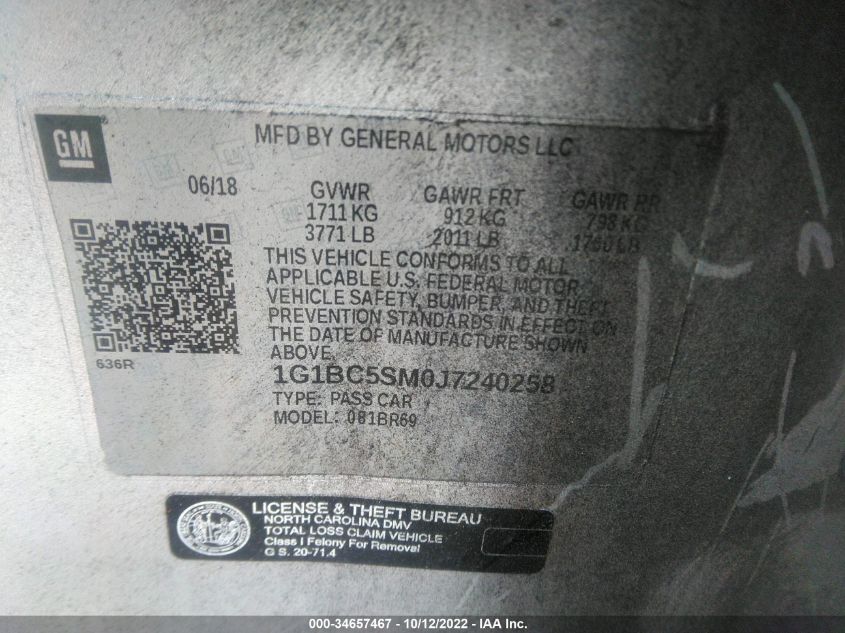 GM
MFD BY GENERAL MOTORS LLC
06/18 GVWR GAWR FRT GAWR RR
1711 KG 912 KG 798 KG
3771 LB 2011 LB 1760 LB
THIS VEHICLE CONFORMS TO ALL
APPLICABLE U.S. FEDERAL MOTOR
VEHICLE SAFETY, BUMPER, AND THEFT
PREVENTION STANDARDS IN EFFECT ON
THE DATE OF MANUFACTURE SHOWN
ABOVE.
636R
1G1BC5SM0J7240258
TYPE: PASS CAR
MODEL: 081BR69
LICENSE & THEFT BUREAU
NORTH CAROLINA DMV
TOTAL LOSS CLAIM VEHICLE
Class I Felony For Removal
G S. 20-71.4
000-34657467 - 10/12/2022 - IAA Inc.